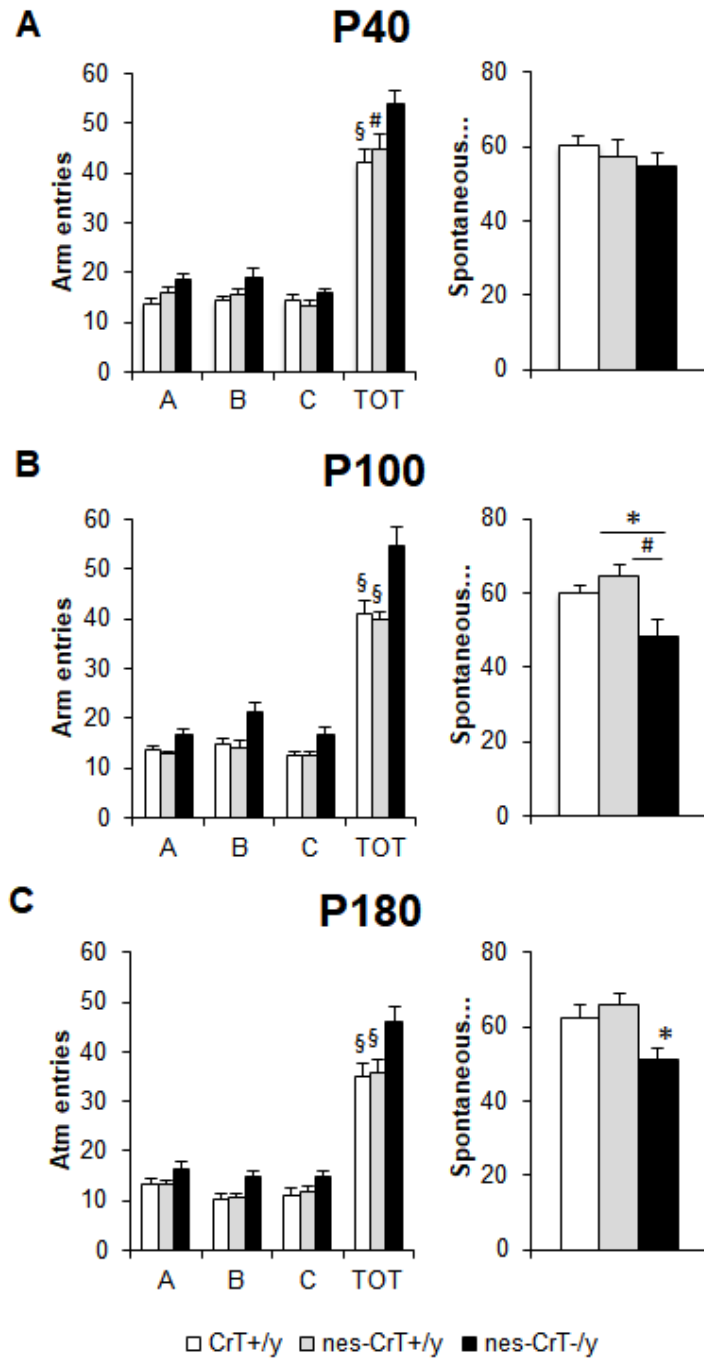 A
P40
Arm entries
60
50
40
30
20
10
0
§ #
A B C TOT
Spontaneous...
80
60
40
20
0
B
P100
Arm entries
60
50
40
30
20
10
0
§ §
A B C TOT
Spontaneous...
80
60
40
20
0
*
#
C
P180
Atm entries
60
50
40
30
20
10
0
§ §
A B C TOT
Spontaneous...
80
60
40
20
0
*
CrT+/y nes-CrT+/y nes-CrT-/y